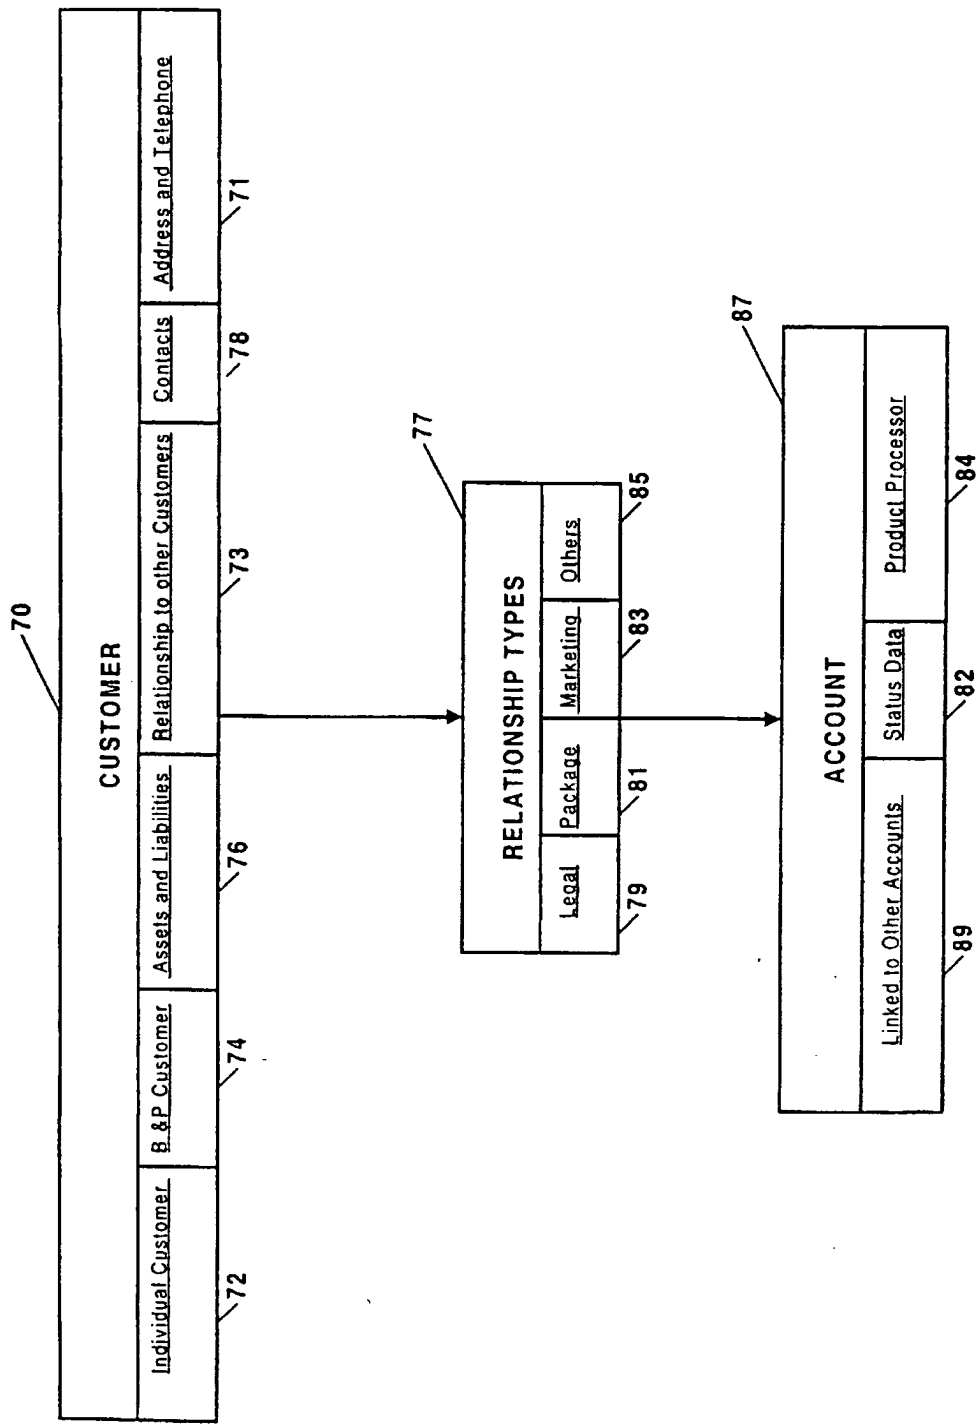 70
CUSTOMER
Individual Customer
B &P Customer
Assets and Liabilities
Relationship to other Customers
Contacts
Address and Telephone
72
74
76
73
78
71
77
RELATIONSHIP TYPES
Legal
Package
Marketing
Others
79
81
83
85
87
ACCOUNT
Linked to Other Accounts
Status Data
Product Processor
89
82
84